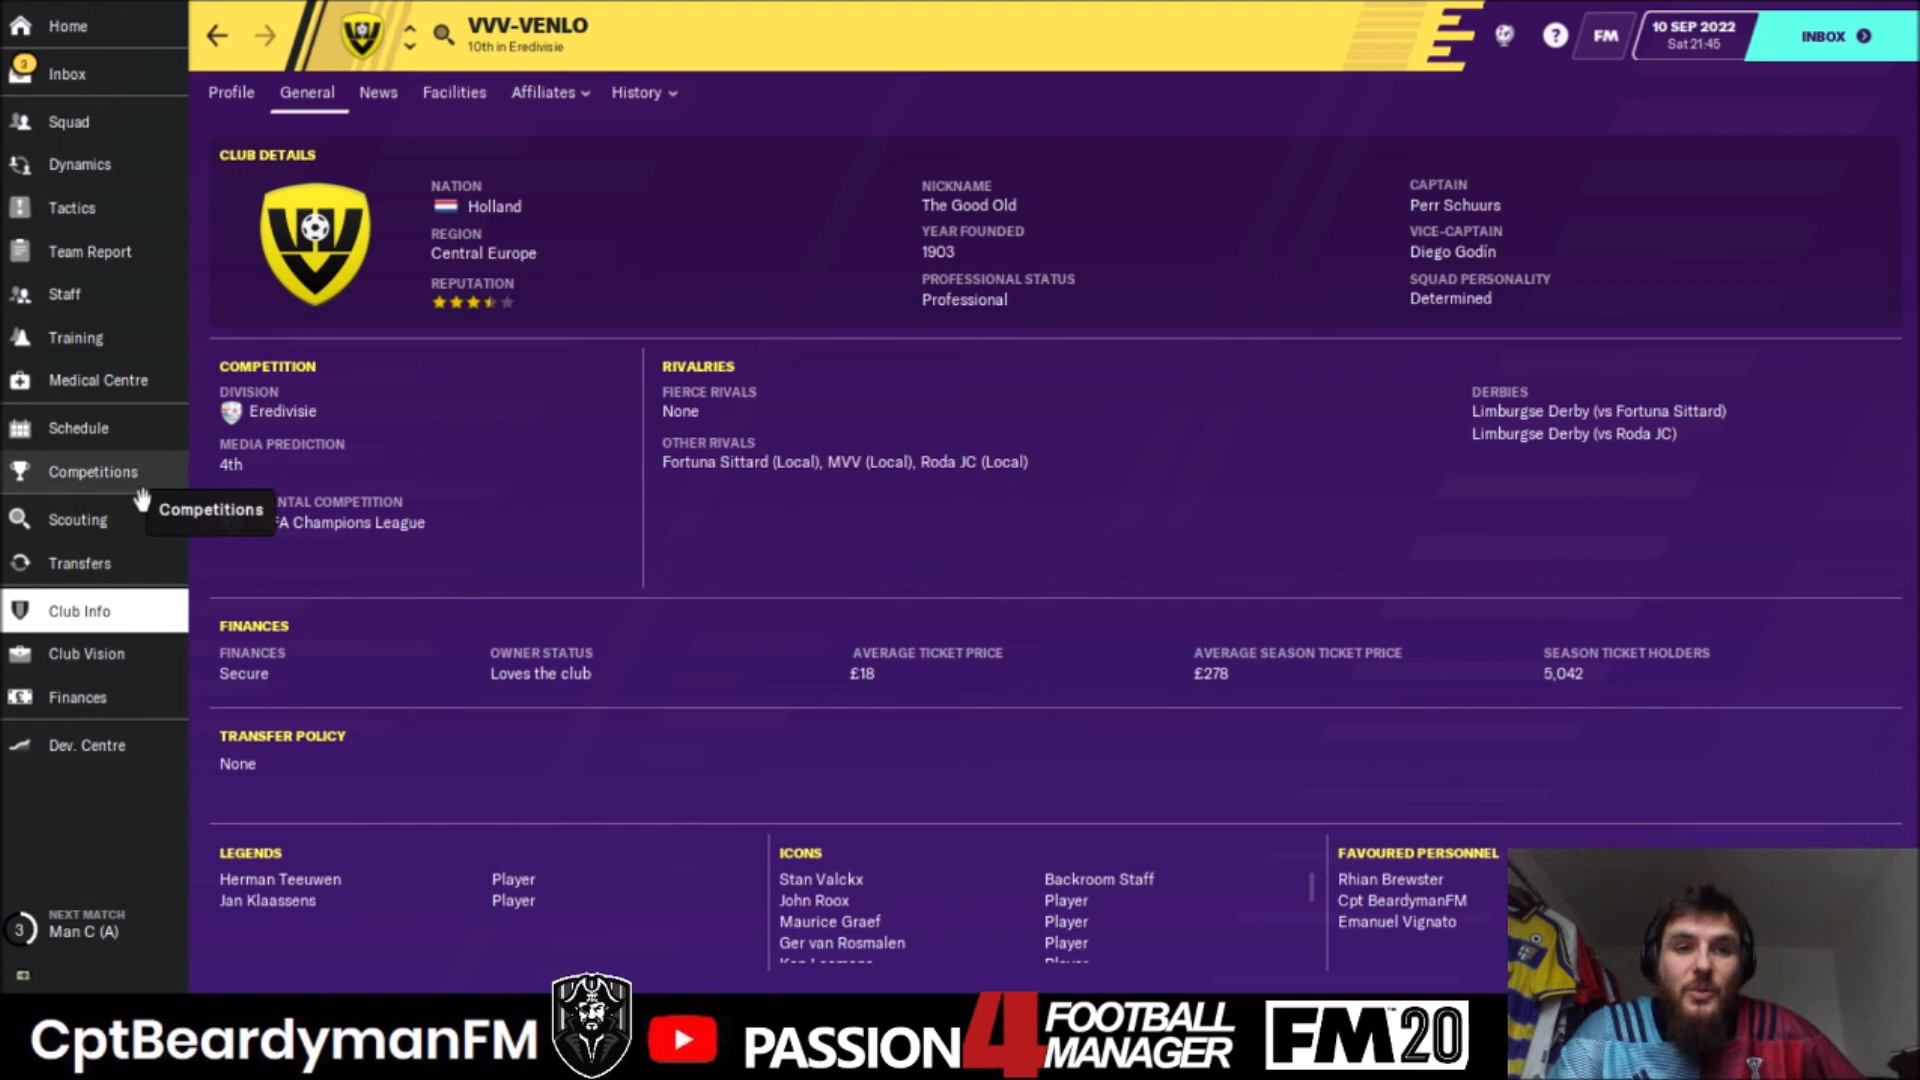 Home
3
Inbox
Squad
Dynamics
Tactics
Team Report
Staff
Training
Medical Centre
Schedule
Competitions
Competitions
Scouting
Transfers
Club Info
Club Vision
Finances
Dev. Centre
3
NEXT MATCH
Man C (A)
VVV-VENLO
10th in Eredivisie
?
FM
10 SEP 2022
Sat 21:45
INBOX
Profile General News Facilities Affiliates History
CLUB DETAILS
NATION
Holland
REGION
Central Europe
REPUTATION
NICKNAME
The Good Old
YEAR FOUNDED
1903
PROFESSIONAL STATUS
Professional
CAPTAIN
Perr Schuurs
VICE-CAPTAIN
Diego Godín
SQUAD PERSONALITY
Determined
COMPETITION
DIVISION
Eredivisie
MEDIA PREDICTION
4th
NTAL COMPETITION
FA Champions League
RIVALRIES
FIERCE RIVALS
None
OTHER RIVALS
Fortuna Sittard (Local), MVV (Local), Roda JC (Local)
DERBIES
Limburgse Derby (vs Fortuna Sittard)
Limburgse Derby (vs Roda JC)
FINANCES
FINANCES
Secure
OWNER STATUS
Loves the club
AVERAGE TICKET PRICE
£18
AVERAGE SEASON TICKET PRICE
£278
SEASON TICKET HOLDERS
5,042
TRANSFER POLICY
None
LEGENDS
Herman Teeuwen Player
Jan Klaassens Player
ICONS
Stan Valckx Backroom Staff
John Roox Player
Maurice Graef Player
Ger van Rosmalen Player
FAVOURED PERSONNEL
Rhian Brewster
Cpt BeardymanFM
Emanuel Vignato
CptBeardymanFM
PASSION4
FOOTBALL
MANAGER
FM20